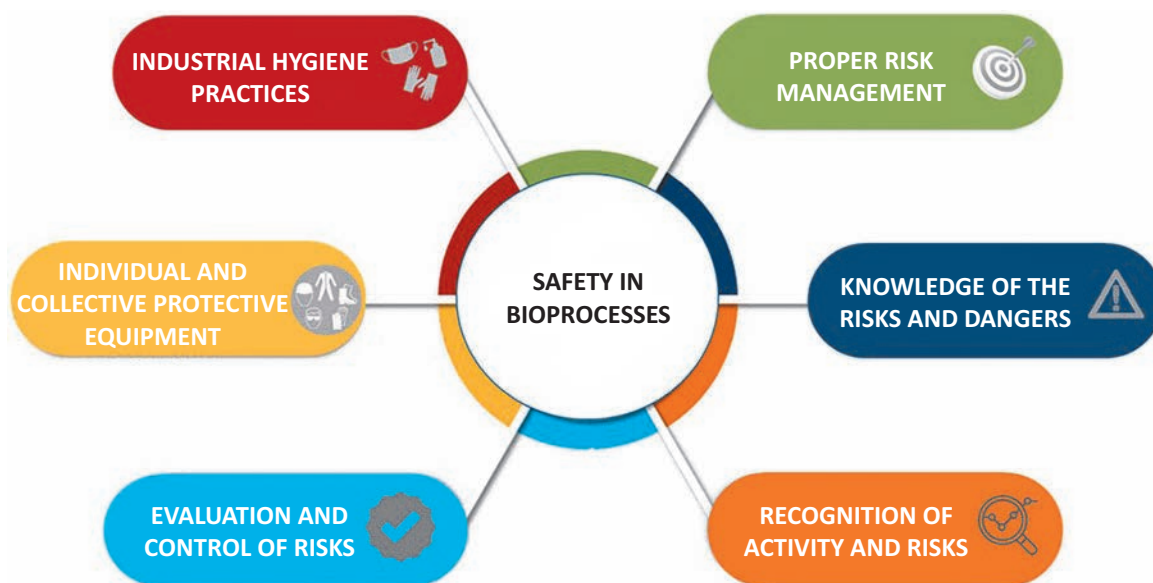 INDUSTRIAL HYGIENE
PRACTICES
PROPER RISK
MANAGEMENT
INDIVIDUAL AND
COLLECTIVE PROTECTIVE
EQUIPMENT
SAFETY IN
BIOPROCESSES
KNOWLEDGE OF THE
RISKS AND DANGERS
EVALUATION AND
CONTROL OF RISKS
RECOGNITION OF
ACTIVITY AND RISKS